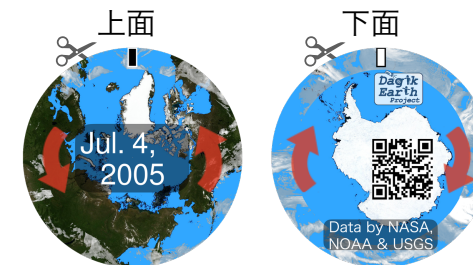 上面
下面
Jul. 4,
2005
Dagik
Earth
Project
Data by NASA,
NOAA & USGS